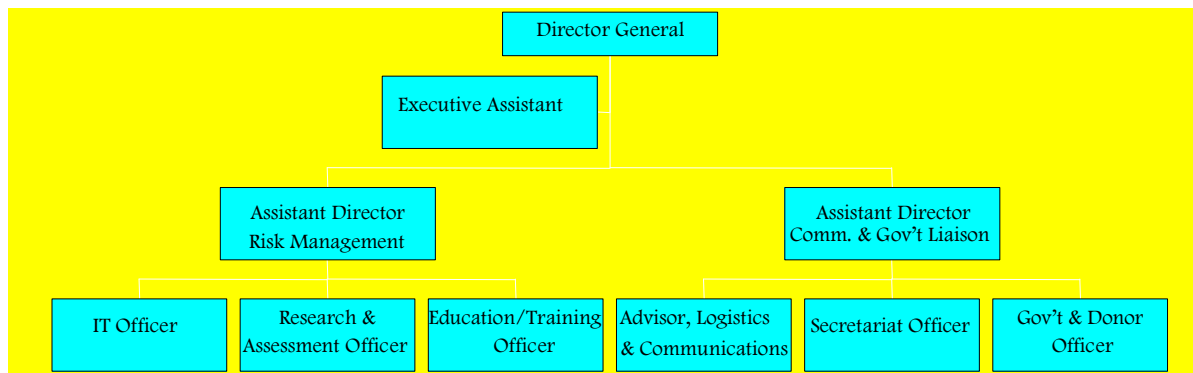 Director General
Executive Assistant
Assistant Director
Risk Management
Assistant Director
Comm. & Gov't Liaison
IT Officer
Research &
Assessment Officer
Education/Training
Officer
Advisor, Logistics
& Communications
Secretariat Officer
Gov't & Donor
Officer